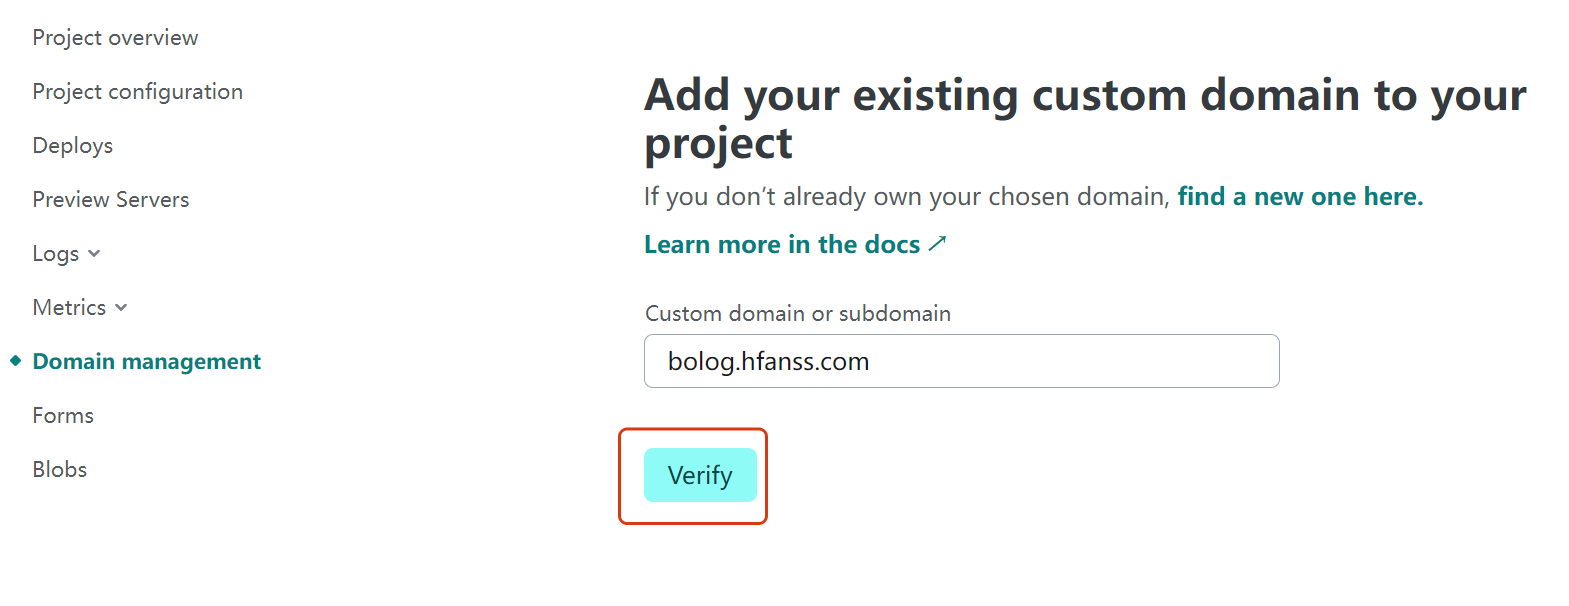 Project overview
Project configuration
Deploys
Preview Servers
Logs
Metrics
Domain management
Forms
Blobs
Add your existing custom domain to your
project
If you don’t already own your chosen domain, find a new one here.
Learn more in the docs ↗
Custom domain or subdomain
bolog.hfanss.com
Verify